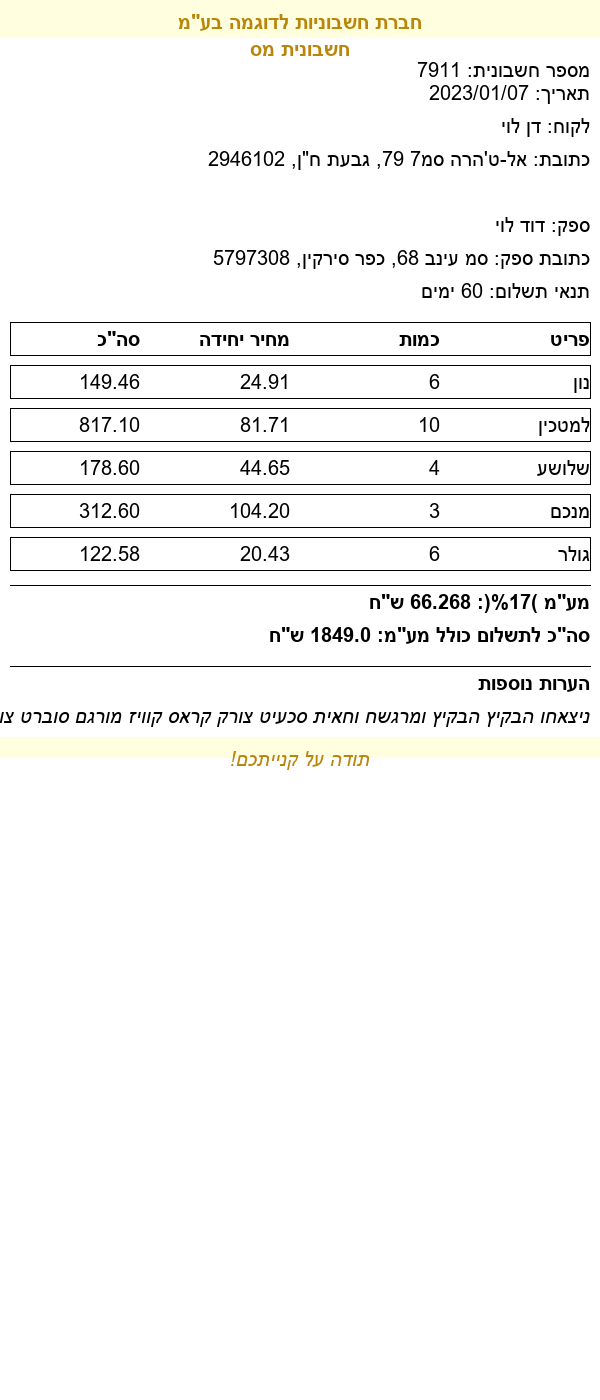 חברת חשבוניות לדוגמה בע"מ
חשבונית מס
מספר חשבונית: 7911
תאריך: 2023/01/07
לקוח: דן לוי
כתובת: אל-ט'הרה סמ7 79, גבעת ח"ן, 2946102
ספק: דוד לוי
כתובת ספק: סמ עינב 68, כפר סירקין, 5797308
תנאי תשלום: 60 ימים
פריט כמות מחיר יחידה סה"כ
נון 6 24.91 149.46
למטכין 10 81.71 817.10
שלושע 4 44.65 178.60
מנכם 3 104.20 312.60
גולר 6 20.43 122.58
מע"מ )17%(: 66.268 ש"ח
סה"כ לתשלום כולל מע"מ: 1849.0 ש"ח
הערות נוספות
ניצאחו הבקיץ הבקיץ ומרגשח וחאית סכעיט צורק קראס קוויז מורגם סוברט צו
תודה על קנייתכם!